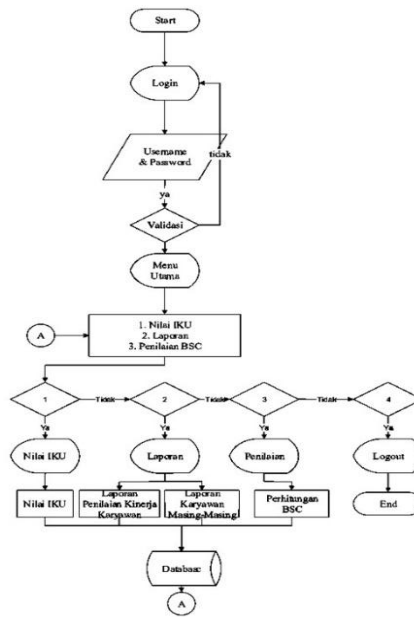 Start
Login
Username
& Password
tidak
ya
Validasi
Menu
Utama
A
1. Nilai IKU
2. Laporan
3. Penilaian BSC
1
Tidak
2
Tidak
3
Tidak
4
Ya
Ya
Ya
Ya
Nilai IKU
Laporan
Penilaian
Logout
Nilai IKU
Laporan
Penilaian Kinerja
Karyawan
Laporan
Karyawan
Masing-Masing
Perhitungan
BSC
End
Database
A